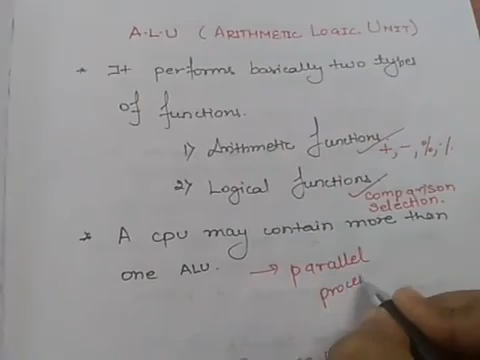 A.L.U (ARITHMETIC LOGIC UNIT)
* It performs basically two types
of functions.
1) Arithmetic functions. +, -, %, %
2) Logical functions comparison
selection.
* A cpu may contain more than
one ALU. → parallel
proce